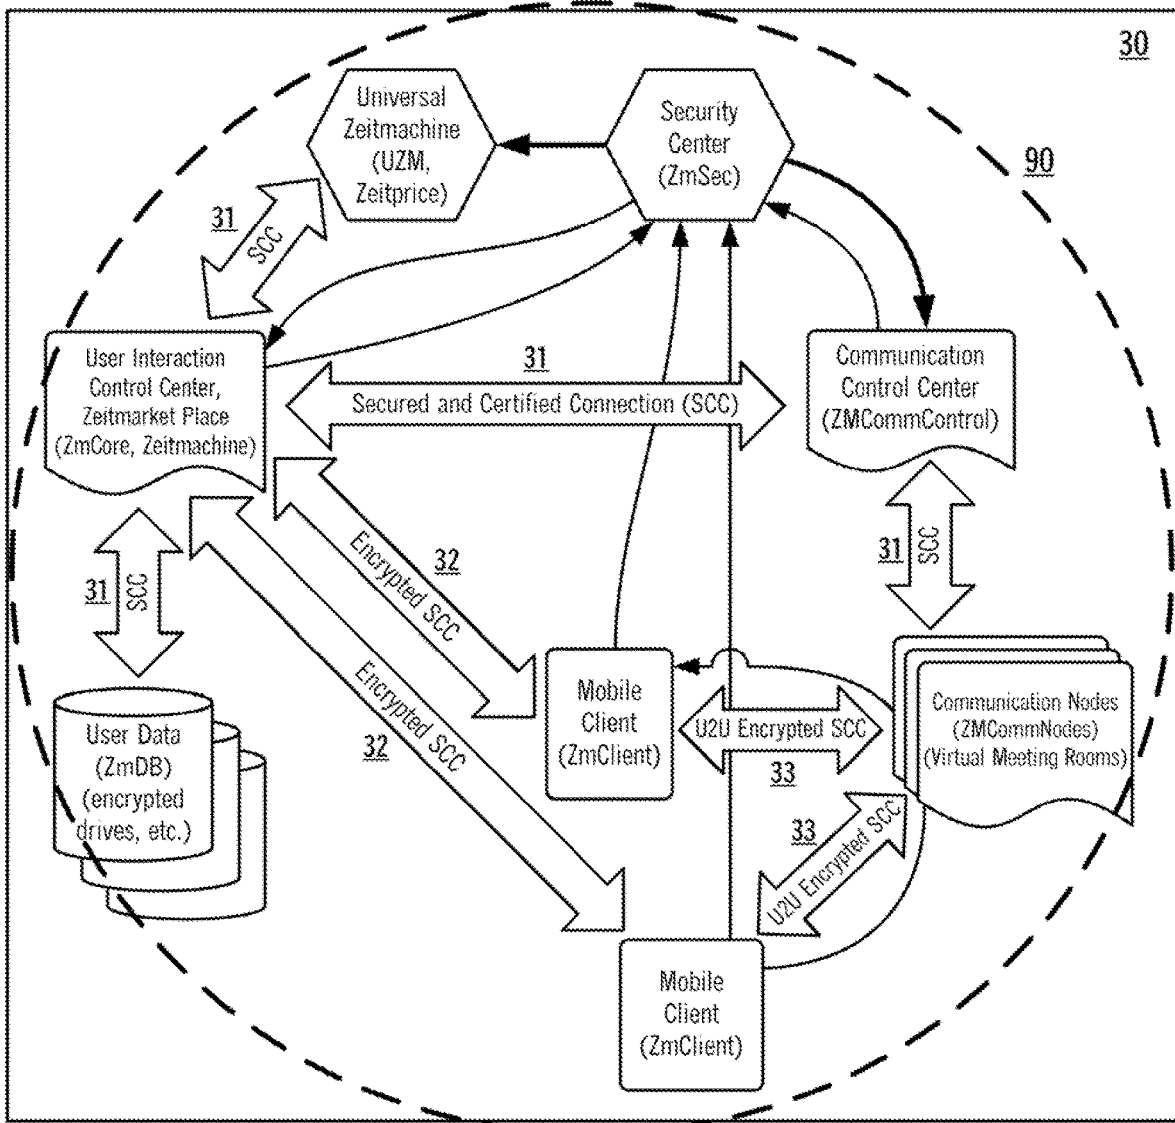 30
Universal
Zeitmachine
(UZM,
Zeitprice)
Security
Center
(ZmSec)
90
31
SCC
User Interaction
Control Center,
Zeitmarket Place
(ZmCore, Zeitmachine)
31
Secured and Certified Connection (SCC)
Communication
Control Center
(ZMCommControl)
31
SCC
32
Encrypted SCC
31
SCC
Encrypted SCC
32
Mobile
Client
(ZmClient)
U2U Encrypted SCC
33
Communication Nodes
(ZMCommNodes)
(Virtual Meeting Rooms)
User Data
(ZmDB)
(encrypted
drives, etc.)
33
U2U Encrypted SCC
Mobile
Client
(ZmClient)